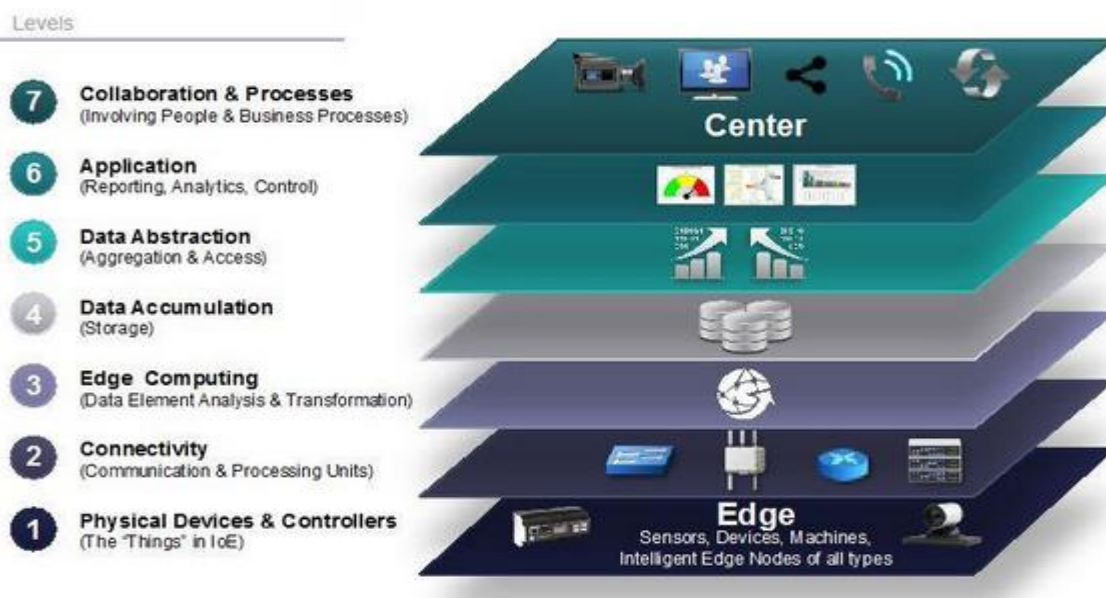 Levels
7
Collaboration & Processes
(Involving People & Business Processes)
6
Application
(Reporting, Analytics, Control)
5
Data Abstraction
(Aggregation & Access)
4
Data Accumulation
(Storage)
3
Edge Computing
(Data Element Analysis & Transformation)
2
Connectivity
(Communication & Processing Units)
1
Physical Devices & Controllers
(The "Things" in IoE)
Center
Edge
Sensors, Devices, Machines,
Intelligent Edge Nodes of all types